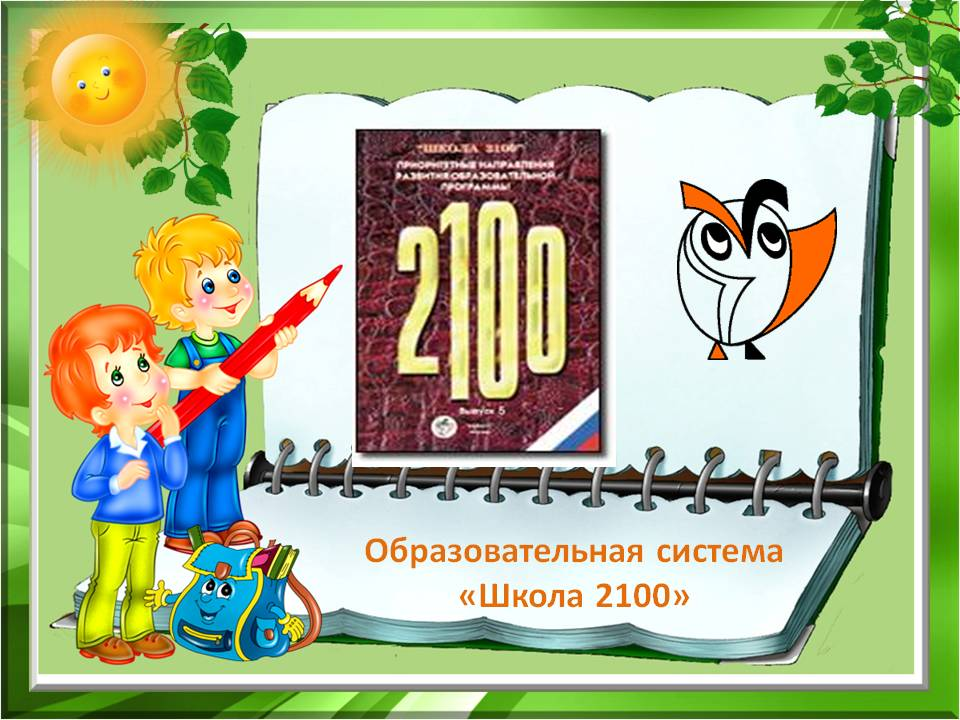 "ШКОЛА 2100"
ПРИОРИТЕТНЫЕ НАПРАВЛЕНИЯ
РАЗВИТИЯ ОБРАЗОВАТЕЛЬНОЙ
ПРОГРАММЫ
2100
Выпуск 5
Образовательная система
«Школа 2100»